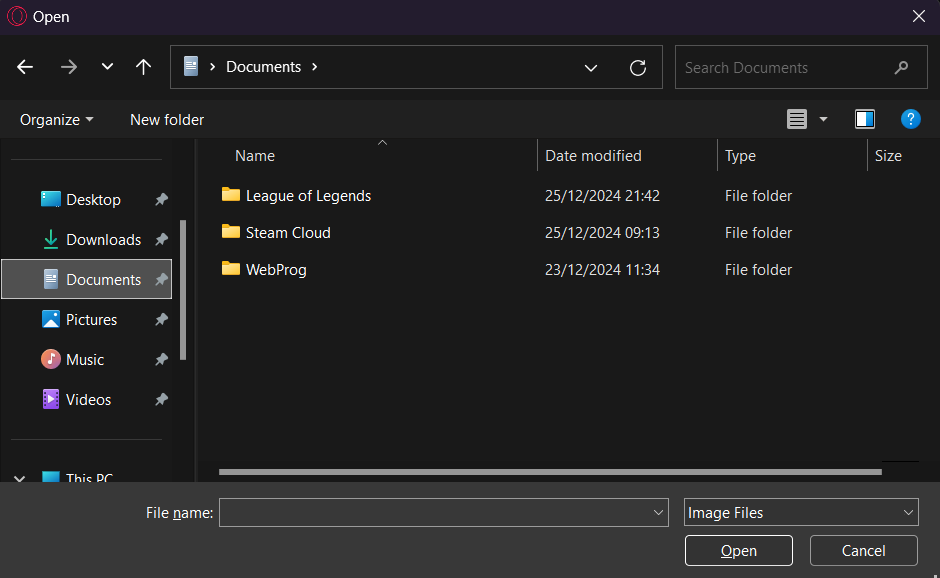 Open
Documents
Search Documents
Organize
New folder
?
Name Date modified Type Size
Desktop
Downloads
Documents
Pictures
Music
Videos
This PC
League of Legends 25/12/2024 21:42 File folder
Steam Cloud 25/12/2024 09:13 File folder
WebProg 23/12/2024 11:34 File folder
File name:
Image Files
Open
Cancel